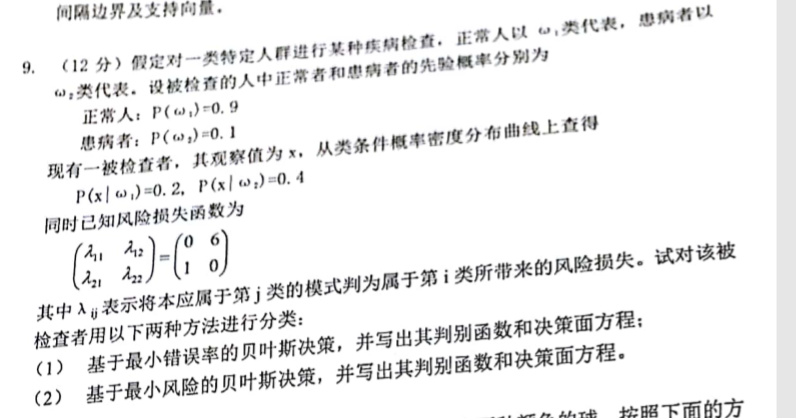 间隔边界及支持向量。
9. （12 分）假定对一类特定人群进行某种疾病检查，正常人以 ω₁类代表，患病者以
ω₂类代表。设被检查的人中正常者和患病者的先验概率分别为
正常人：P(ω₁)=0.9
患病者：P(ω₂)=0.1
现有一被检查者，其观察值为 x，从类条件概率密度分布曲线上查得
P(x|ω₁)=0.2，P(x|ω₂)=0.4
同时已知风险损失函数为
(λ₁₁ λ₁₂
λ₂₁ λ₂₂)=(0 6
1 0)
其中 λᵢⱼ表示将本应属于第 j 类的模式判为属于第 i 类所带来的风险损失。试对该被
检查者用以下两种方法进行分类：
（1） 基于最小错误率的贝叶斯决策，并写出其判别函数和决策面方程；
（2） 基于最小风险的贝叶斯决策，并写出其判别函数和决策面方程。
按照下面的方